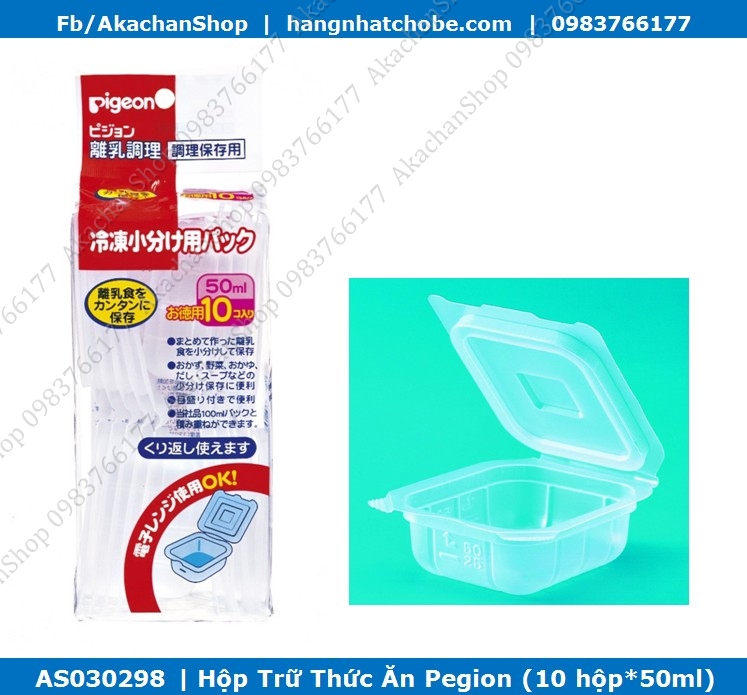 Fb/AkachanShop | hangnhatchobe.com | 0983766177
pigeon
ピジョン
離乳調理 調理保存用
冷凍小分け用パック
離乳食を
カンタンに
保存
50ml
お徳用10コ入り
●まとめて作った離乳
食を小分けして保存
●おかず、野菜、おかゆ、
だし・スープなどの
小分け保存に便利
●目盛り付きで便利
●当社品100mlパックと
積み重ねができます。
くり返し使えます
電子レンジ使用OK!
50
25
AkachanShop 0983766177
AS030298 | Hộp Trữ Thức Ăn Pegion (10 hộp*50ml)